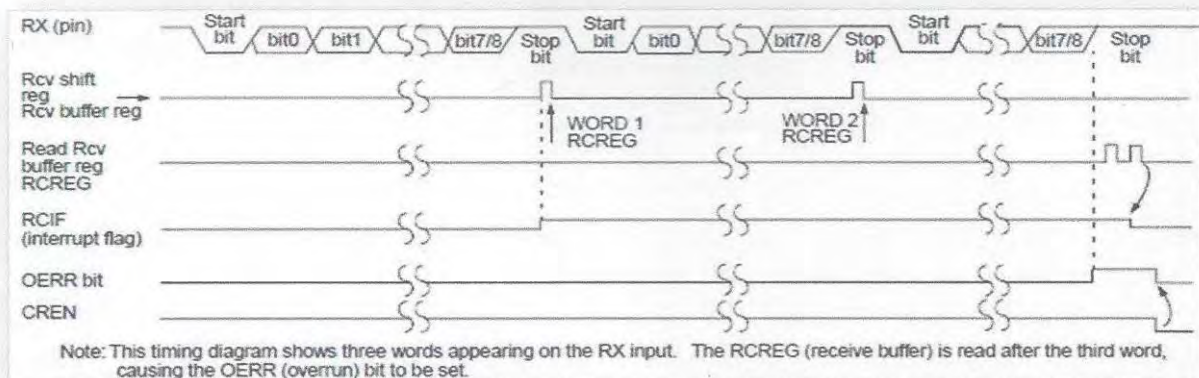 RX (pin)
Start bit
bit0
bit1
bit7/8
Stop bit
Start bit
bit0
bit7/8
Stop bit
Start bit
bit7/8
Stop bit
Rcv shift
reg
Rcv buffer reg
WORD 1
RCREG
WORD 2
RCREG
Read Rcv
buffer reg
RCREG
RCIF
(interrupt flag)
OERR bit
CREN
Note: This timing diagram shows three words appearing on the RX input. The RCREG (receive buffer) is read after the third word,
causing the OERR (overrun) bit to be set.